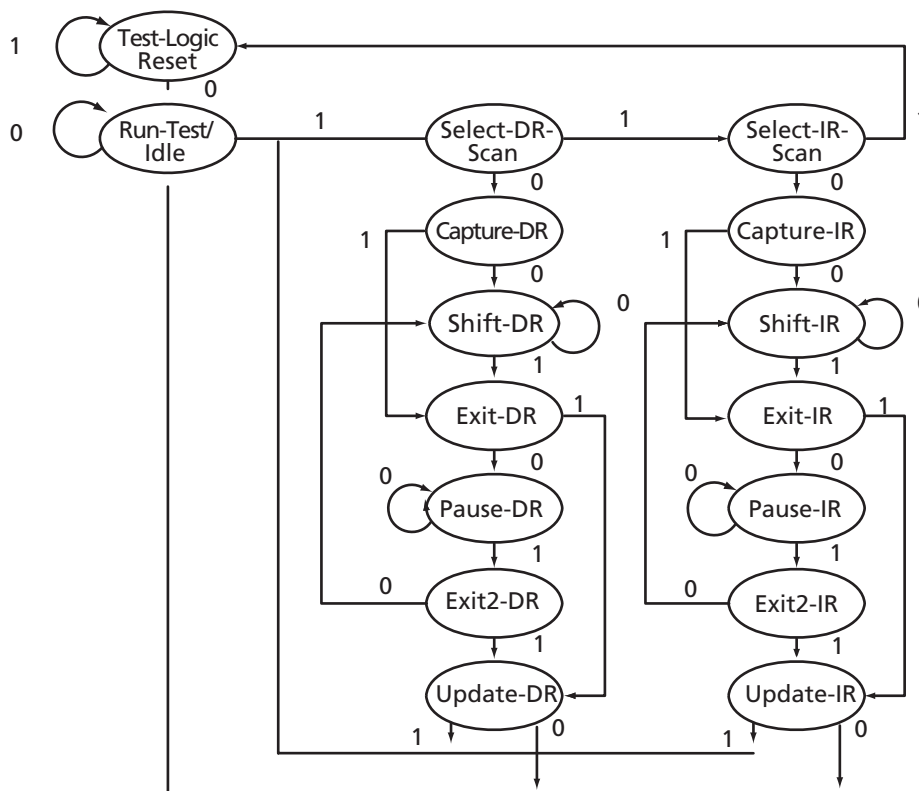 1
Test-Logic
Reset
0
0
Run-Test/
Idle
1
Select-DR-
Scan
1
Select-IR-
Scan
0
0
1
Capture-DR
1
Capture-IR
0
0
Shift-DR
0
Shift-IR
1
1
Exit-DR
1
Exit-IR
1
0
0
0
Pause-DR
0
Pause-IR
1
1
0
Exit2-DR
0
Exit2-IR
1
1
Update-DR
Update-IR
1
0
1
0